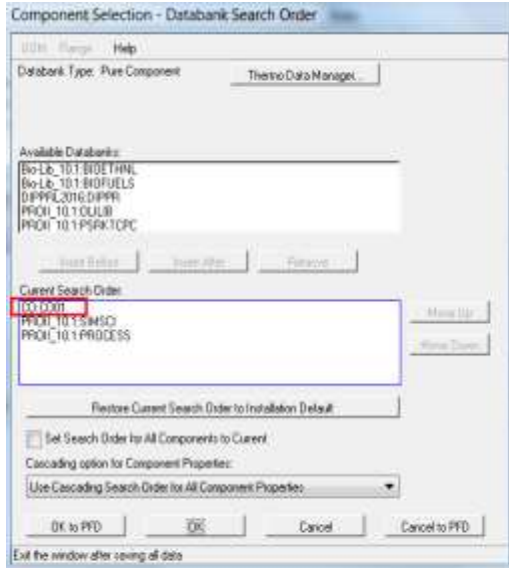 Component Selection - Databank Search Order
UOM Range Help
Databank Type: Pure Component
Thermo Data Manager...
Available Databanks:
Bio-Lib_10.1:BIOETHNL
Bio-Lib_10.1:BIOFUELS
DIPPR2016:DIPPR
PROII_10.1:OLILIB
PROII_10.1:PSRKTCPC
Insert Before Insert After Remove
Current Search Order:
PROII_10.1:SIMSCI
PROII_10.1:PROCESS
Move Up
Move Down
Restore Current Search Order to Installation Default
Set Search Order for All Components to Current
Cascading option for Component Properties:
Use Cascading Search Order for All Component Properties
OK to PFD OK Cancel Cancel to PFD
Exit the window after saving all data